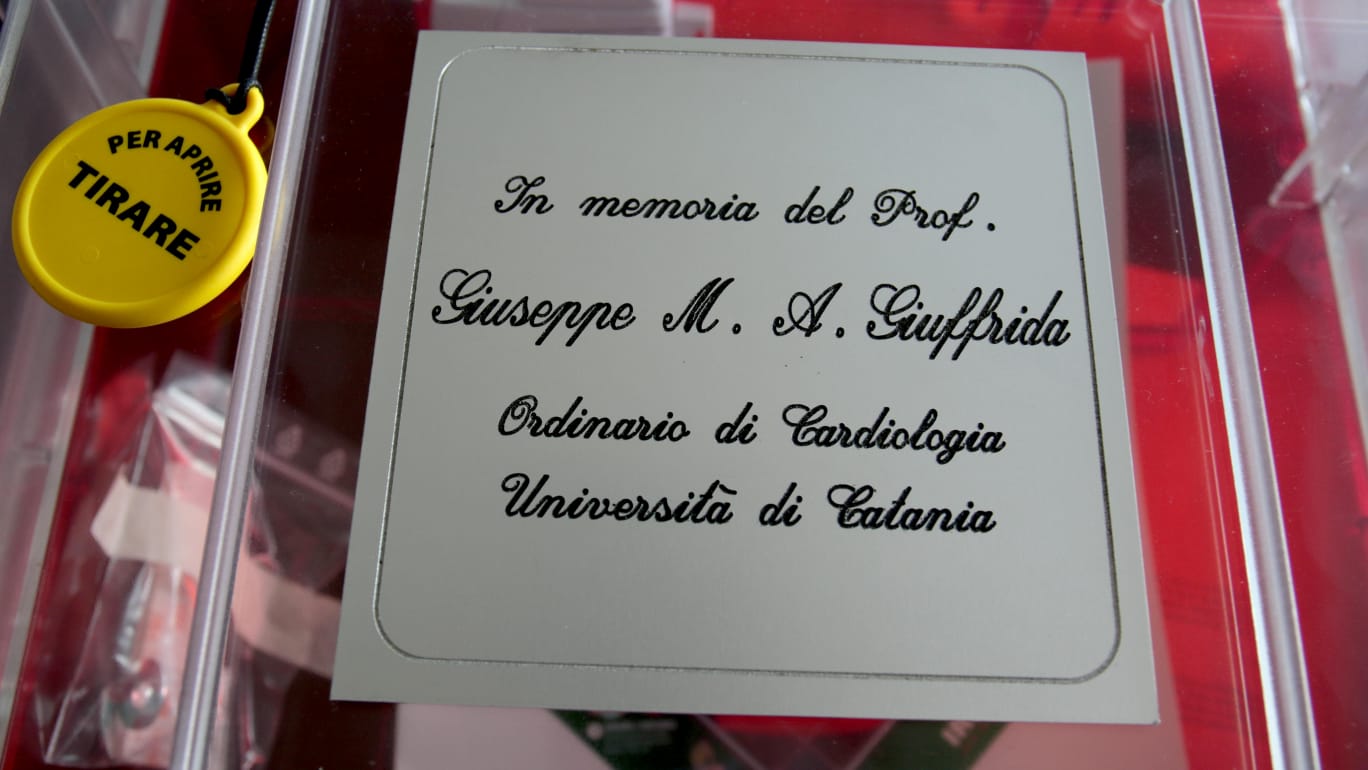 PER APRIRE
TIRARE
In memoria del Prof.
Giuseppe M. A. Giuffrida
Ordinario di Cardiologia
Università di Catania